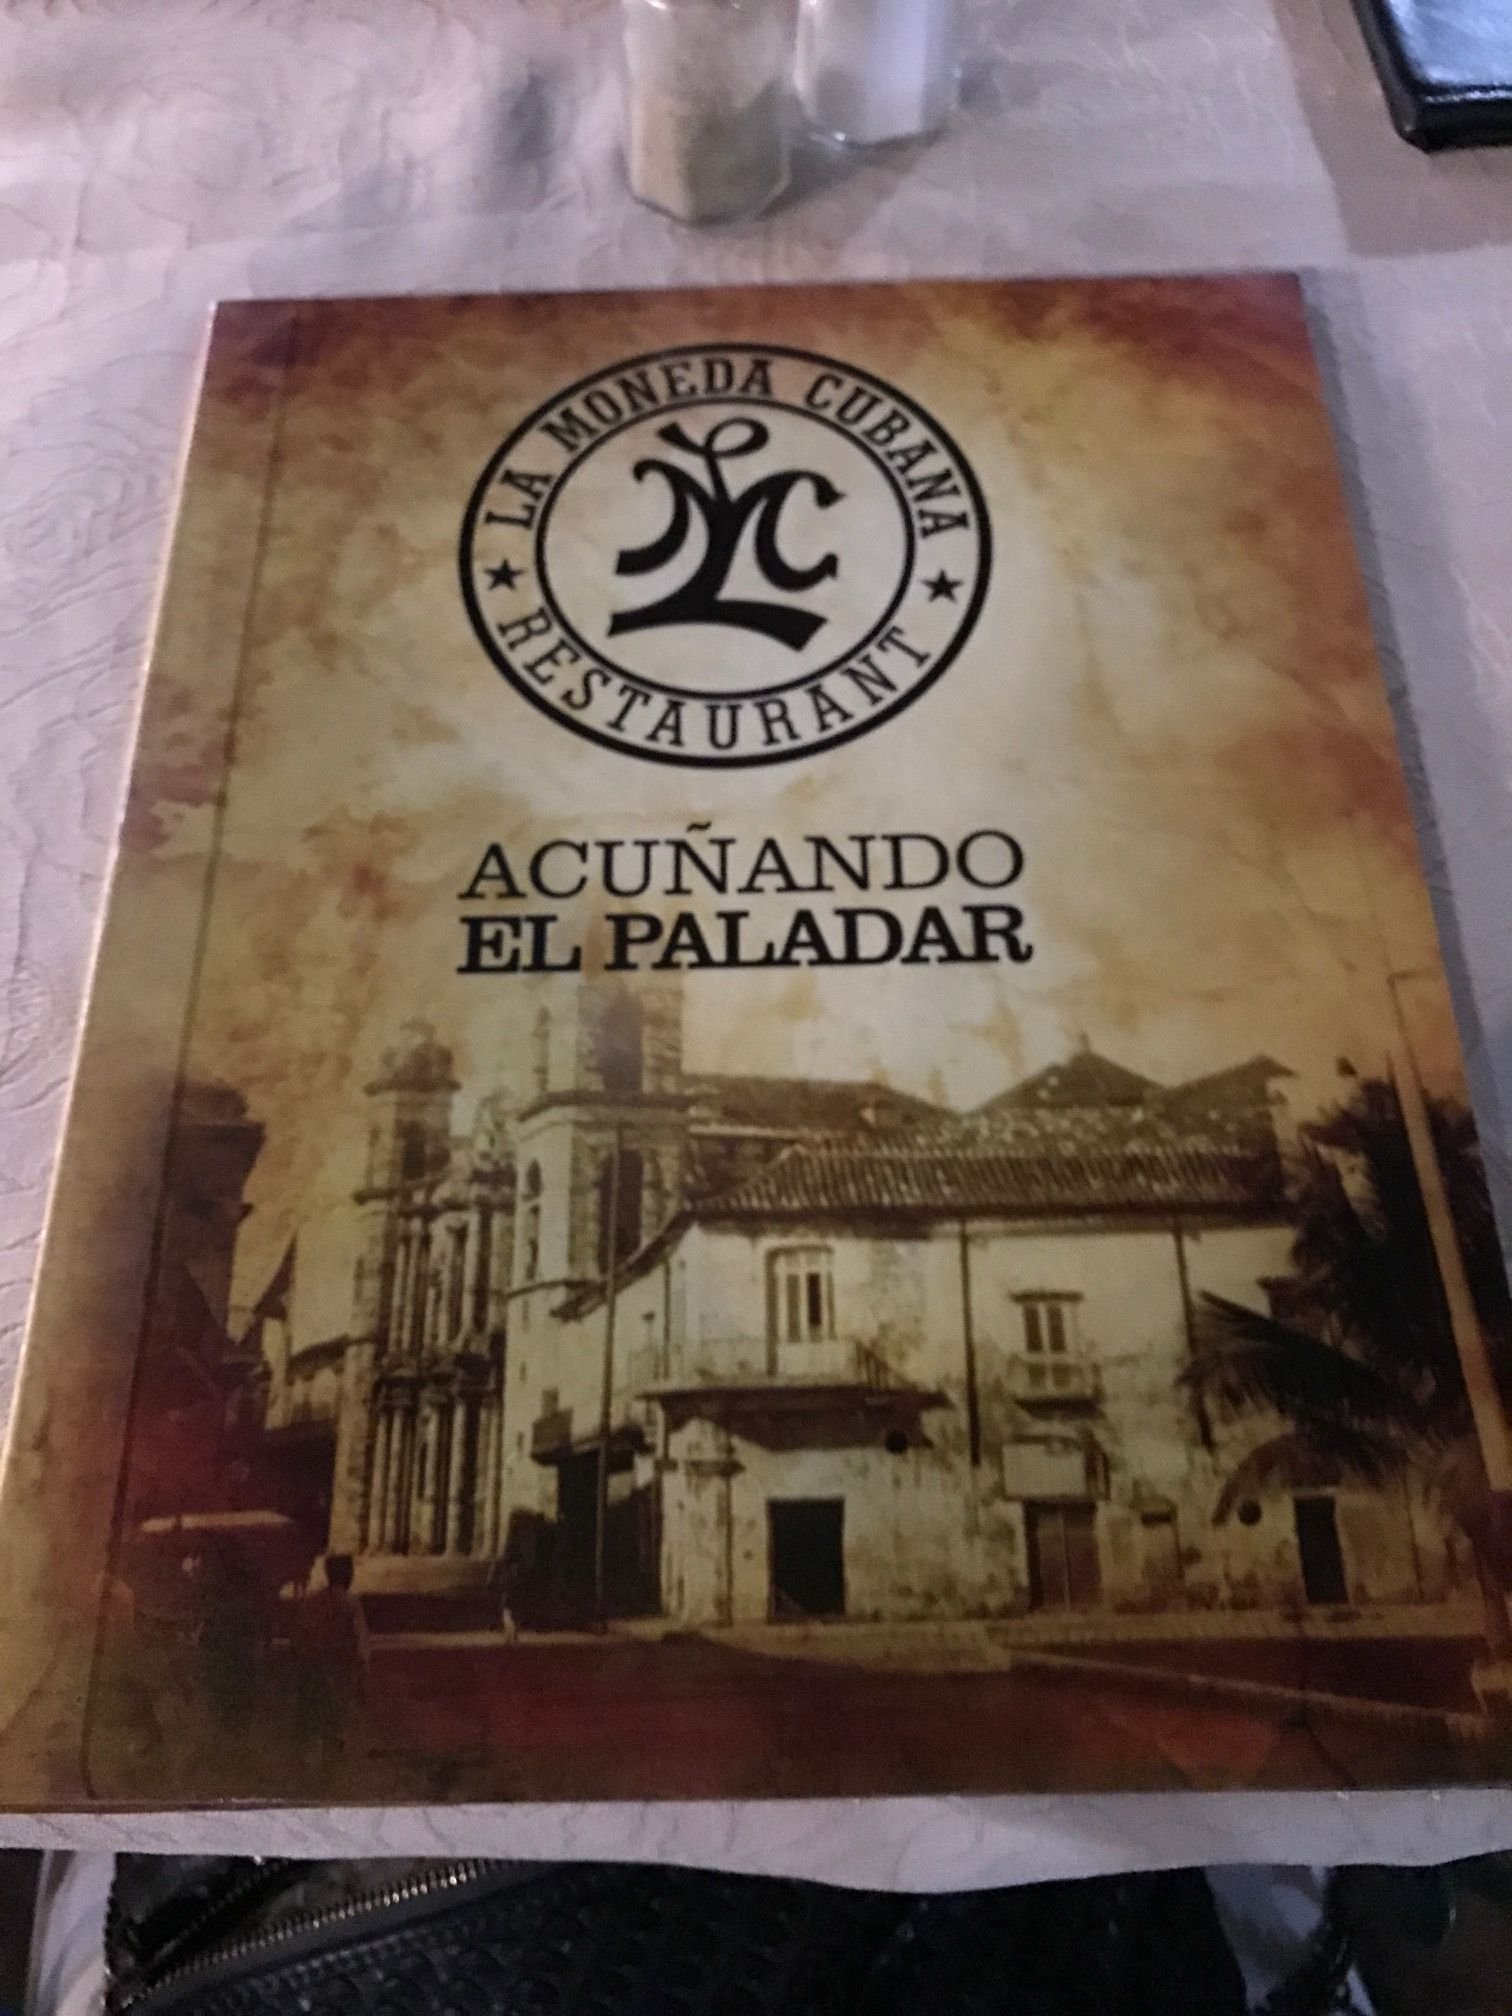 LA MONEDA CUBANA
RESTAURANT
LMC
ACUÑANDO
EL PALADAR